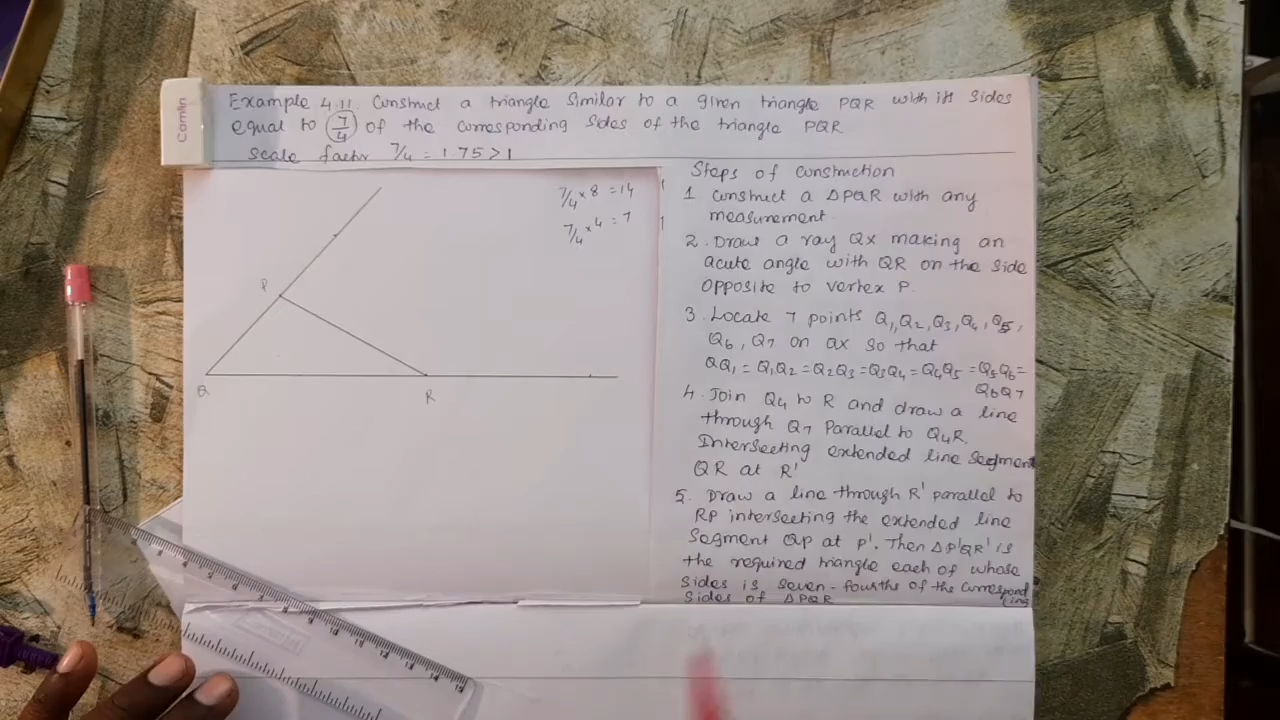 Camlin
Example 4.11. Construct a triangle similar to a given triangle PQR with its sides
equal to 7/4 of the corresponding sides of the triangle PQR
Scale factor 7/4 = 1.75 > 1
7/4 × 8 = 14
7/4 × 4 = 7
P
Q
R
Steps of construction
1 Construct a △PQR with any
measurement.
2. Draw a ray Qx making an
acute angle with QR on the side
opposite to vertex P.
3. Locate 7 points Q1, Q2, Q3, Q4, Q5,
Q6, Q7 on Qx so that
QQ1 = Q1Q2 = Q2Q3 = Q3Q4 = Q4Q5 = Q5Q6 =
Q6Q7
4. Join Q4 to R and draw a line
through Q7 Parallel to Q4R.
Intersecting extended line segment
QR at R'
5. Draw a line through R' parallel to
RP intersecting the extended line
segment QP at P'. Then △P'QR' is
the required triangle each of whose
sides is seven-fourths of the correspond
ing
sides of △PQR